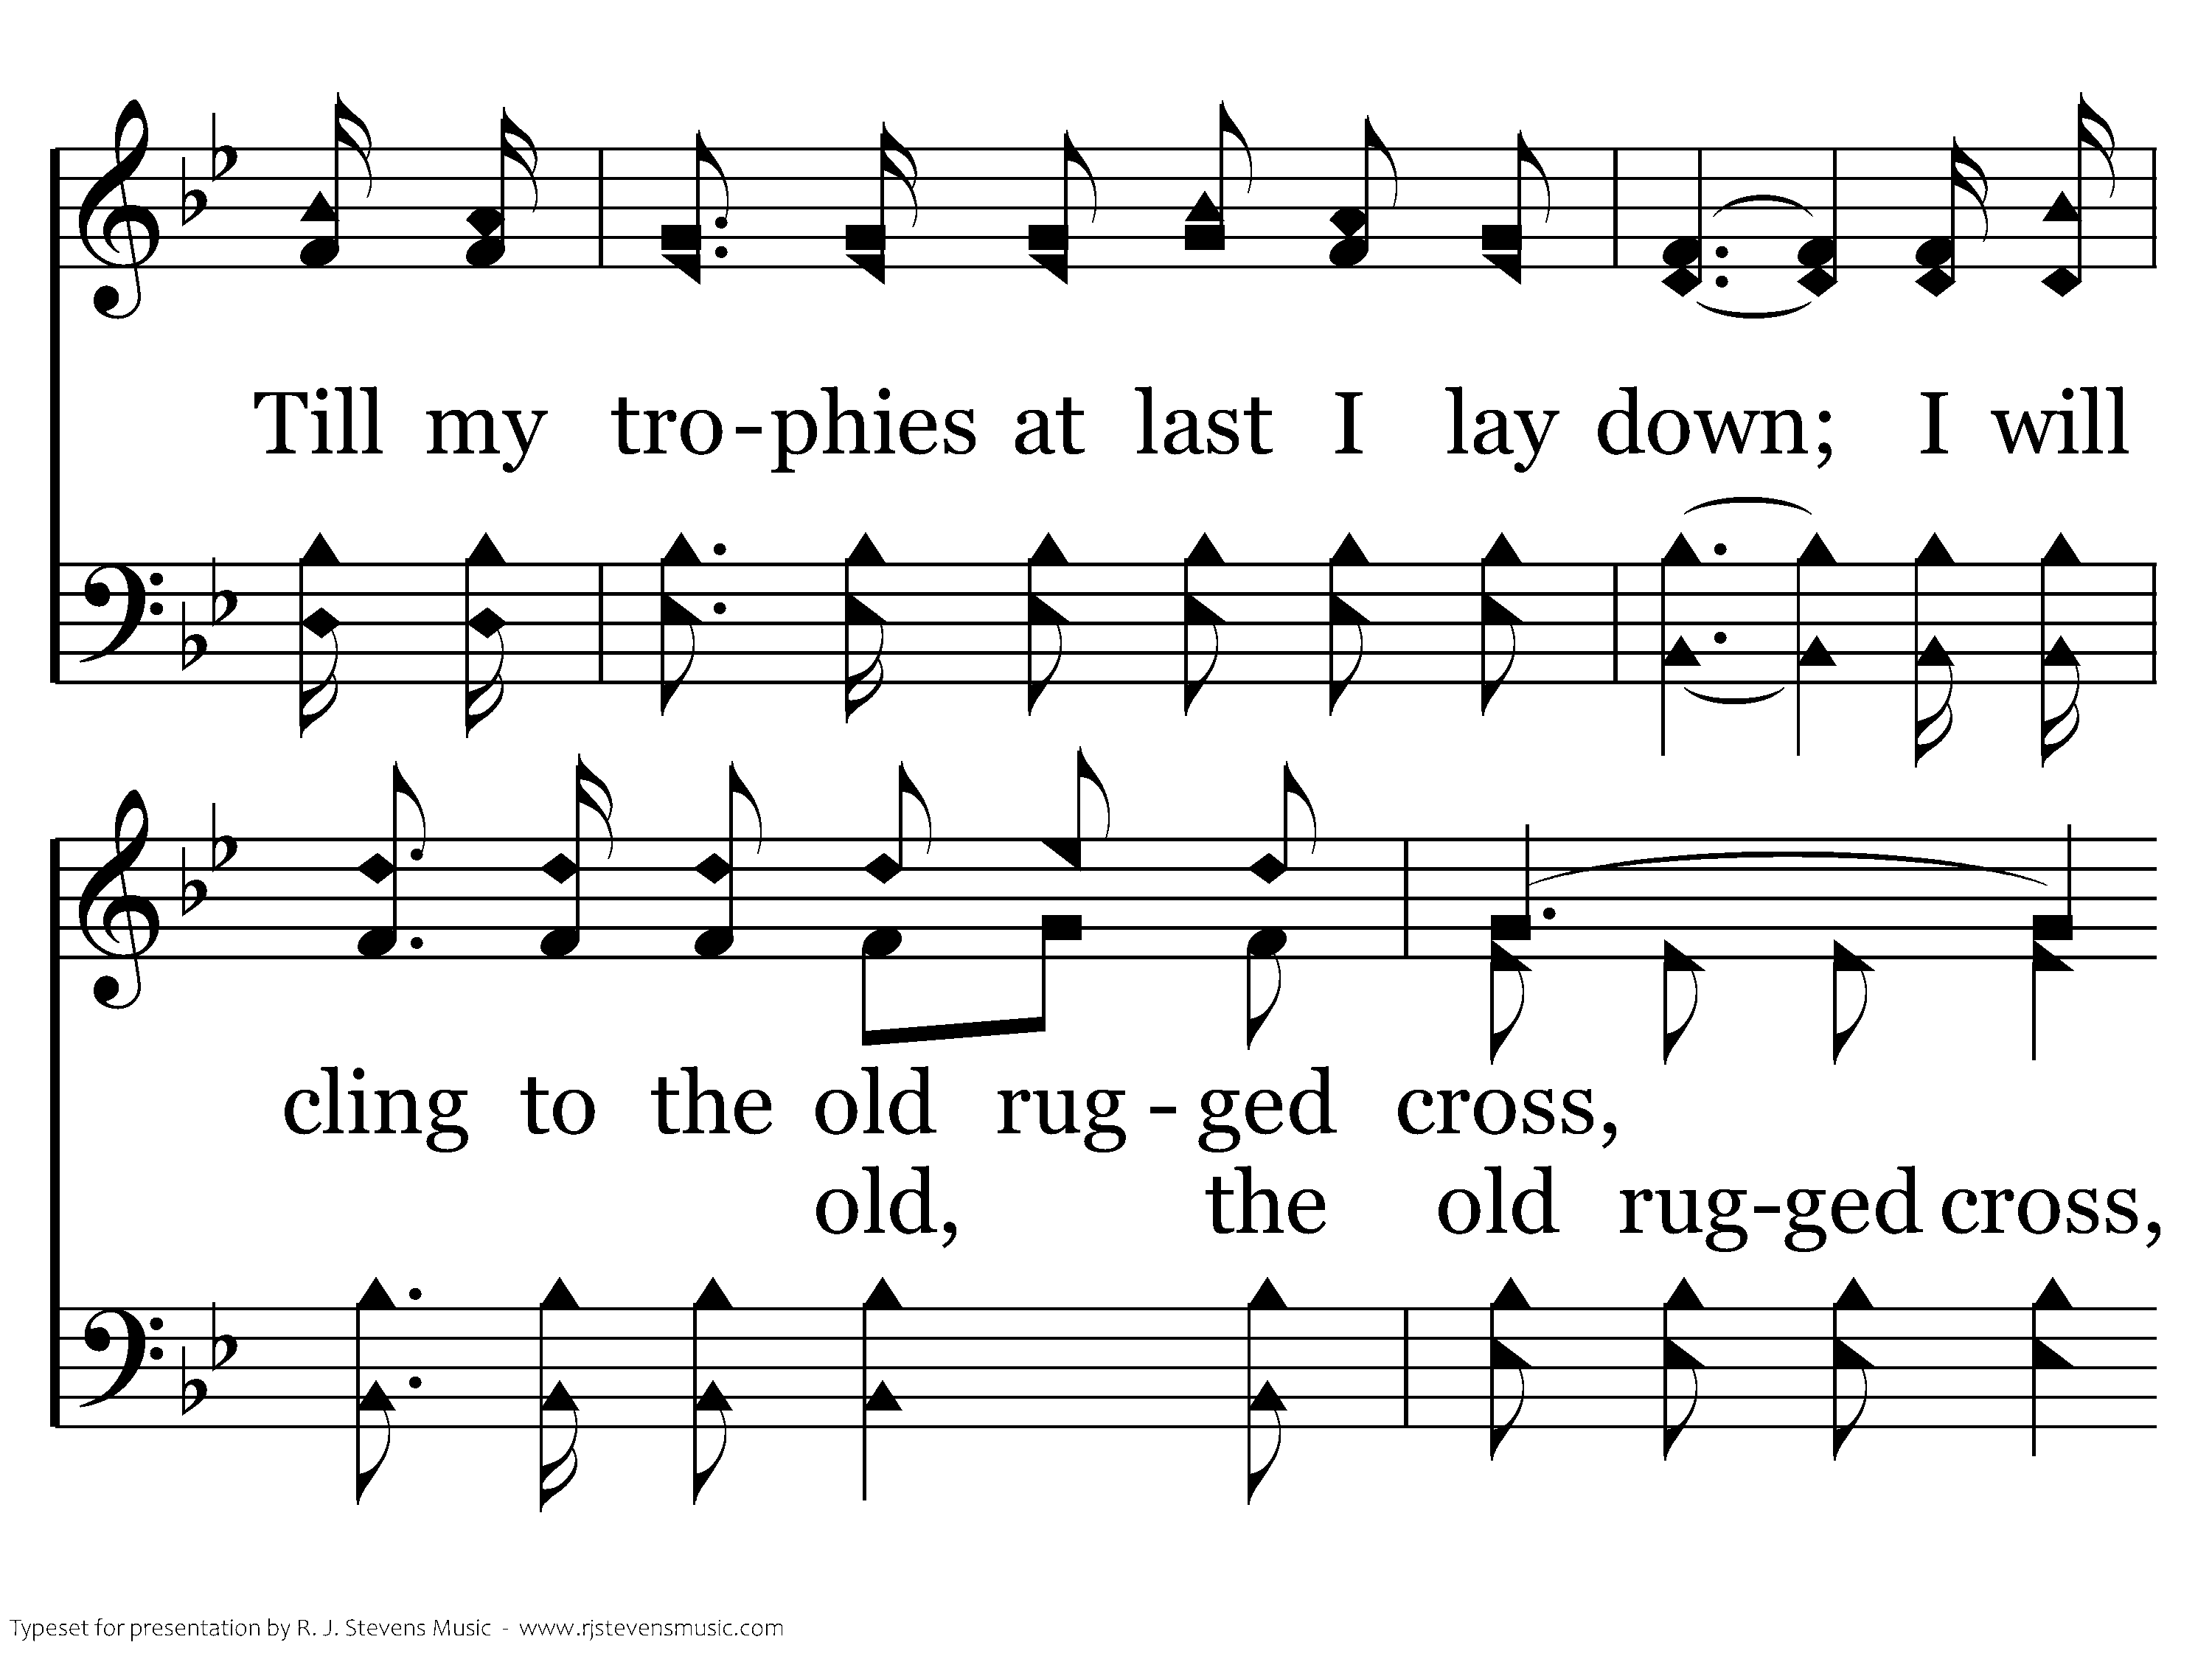 Till my tro-phies at last I lay down; I will
cling to the old rug - ged cross,
old, the old rug-ged cross,
Typeset for presentation by R. J. Stevens Music - www.rjstevensmusic.com